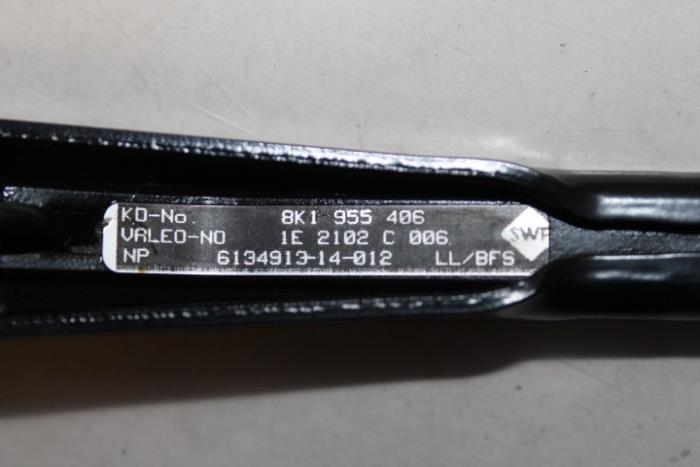 KD-No. 8K1 955 406
VALEO-NO 1E 2102 C 006
NP 6134913-14-012 LL/BFS
SWF